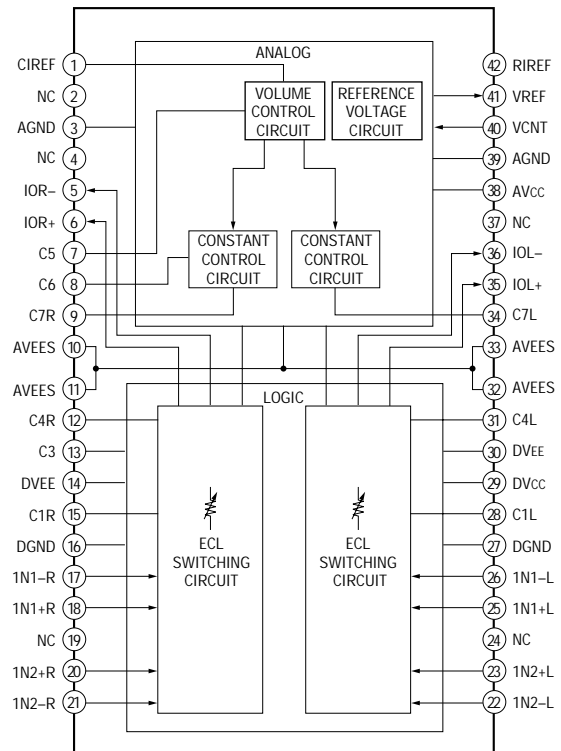 ANALOG
CIREF 1
NC 2
AGND 3
NC 4
IOR– 5
IOR+ 6
C5 7
C6 8
C7R 9
AVEES 10
AVEES 11
C4R 12
C3 13
DVEE 14
C1R 15
DGND 16
1N1–R 17
1N1+R 18
NC 19
1N2+R 20
1N2–R 21
VOLUME
CONTROL
CIRCUIT
REFERENCE
VOLTAGE
CIRCUIT
CONSTANT
CONTROL
CIRCUIT
CONSTANT
CONTROL
CIRCUIT
LOGIC
ECL
SWITCHING
CIRCUIT
ECL
SWITCHING
CIRCUIT
42 RIREF
41 VREF
40 VCNT
39 AGND
38 AVCC
37 NC
36 IOL–
35 IOL+
34 C7L
33 AVEES
32 AVEES
31 C4L
30 DVEE
29 DVCC
28 C1L
27 DGND
26 1N1–L
25 1N1+L
24 NC
23 1N2+L
22 1N2–L